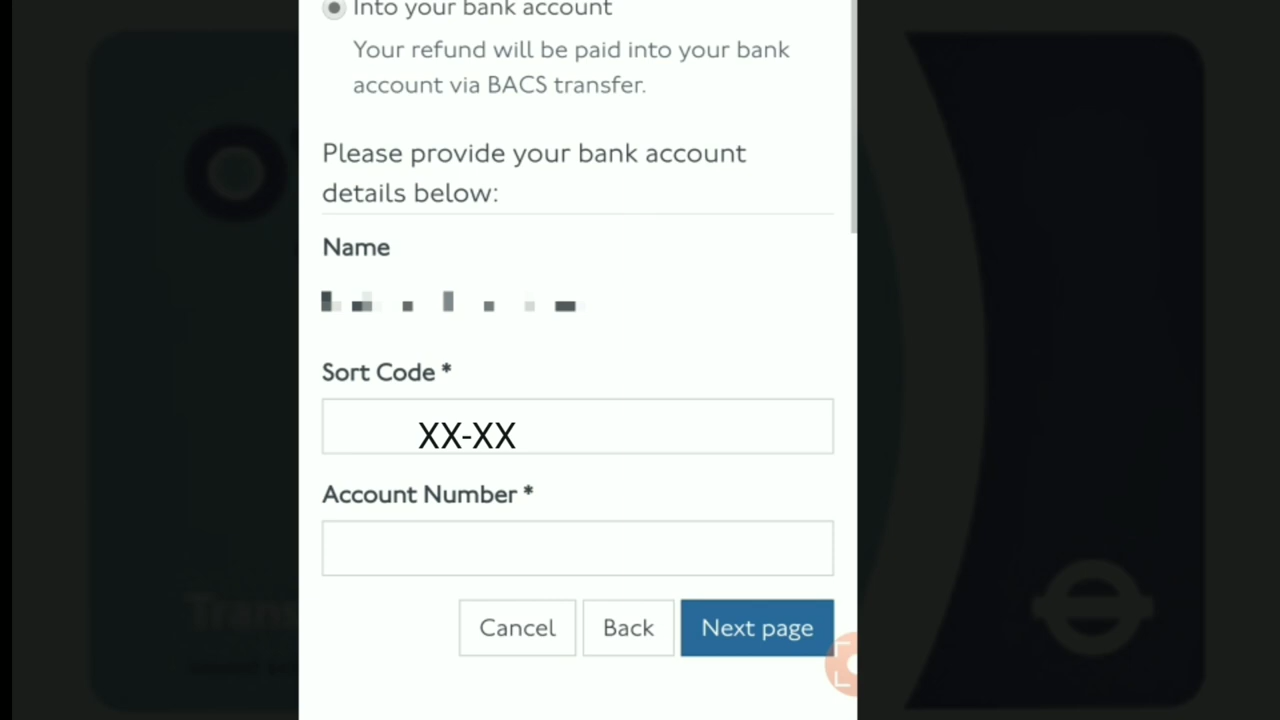 Into your bank account
Your refund will be paid into your bank
account via BACS transfer.
Please provide your bank account
details below:
Name
Sort Code *
XX-XX
Account Number *
Cancel Back Next page